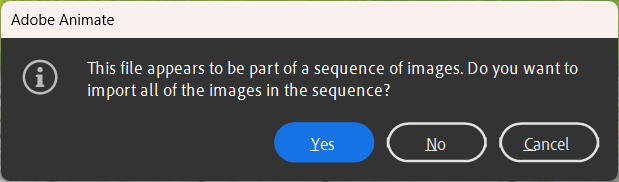 Adobe Animate
This file appears to be part of a sequence of images. Do you want to
import all of the images in the sequence?
Yes
No
Cancel